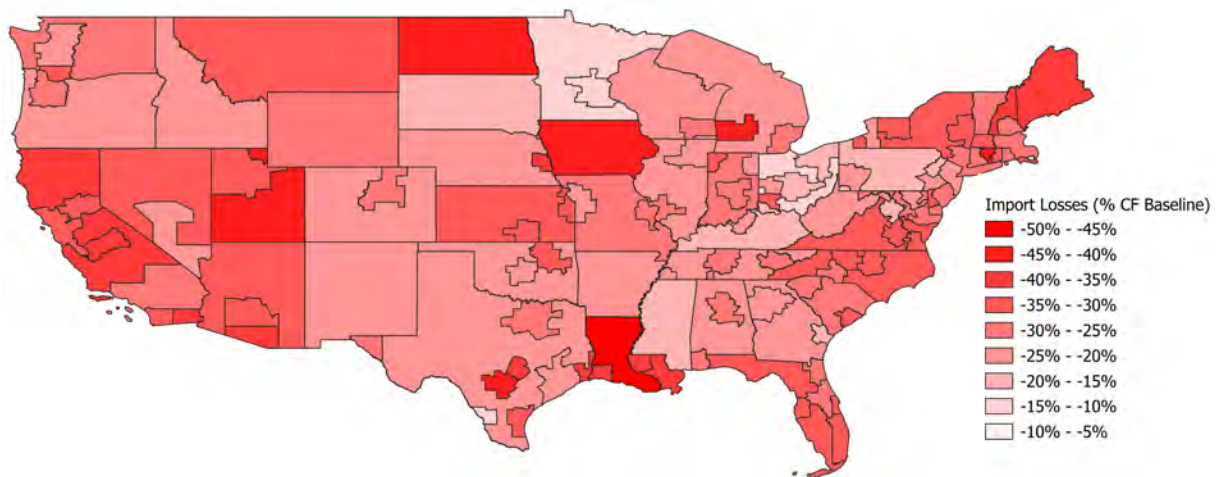 Import Losses (% CF Baseline)
-50% - -45%
-45% - -40%
-40% - -35%
-35% - -30%
-30% - -25%
-25% - -20%
-20% - -15%
-15% - -10%
-10% - -5%